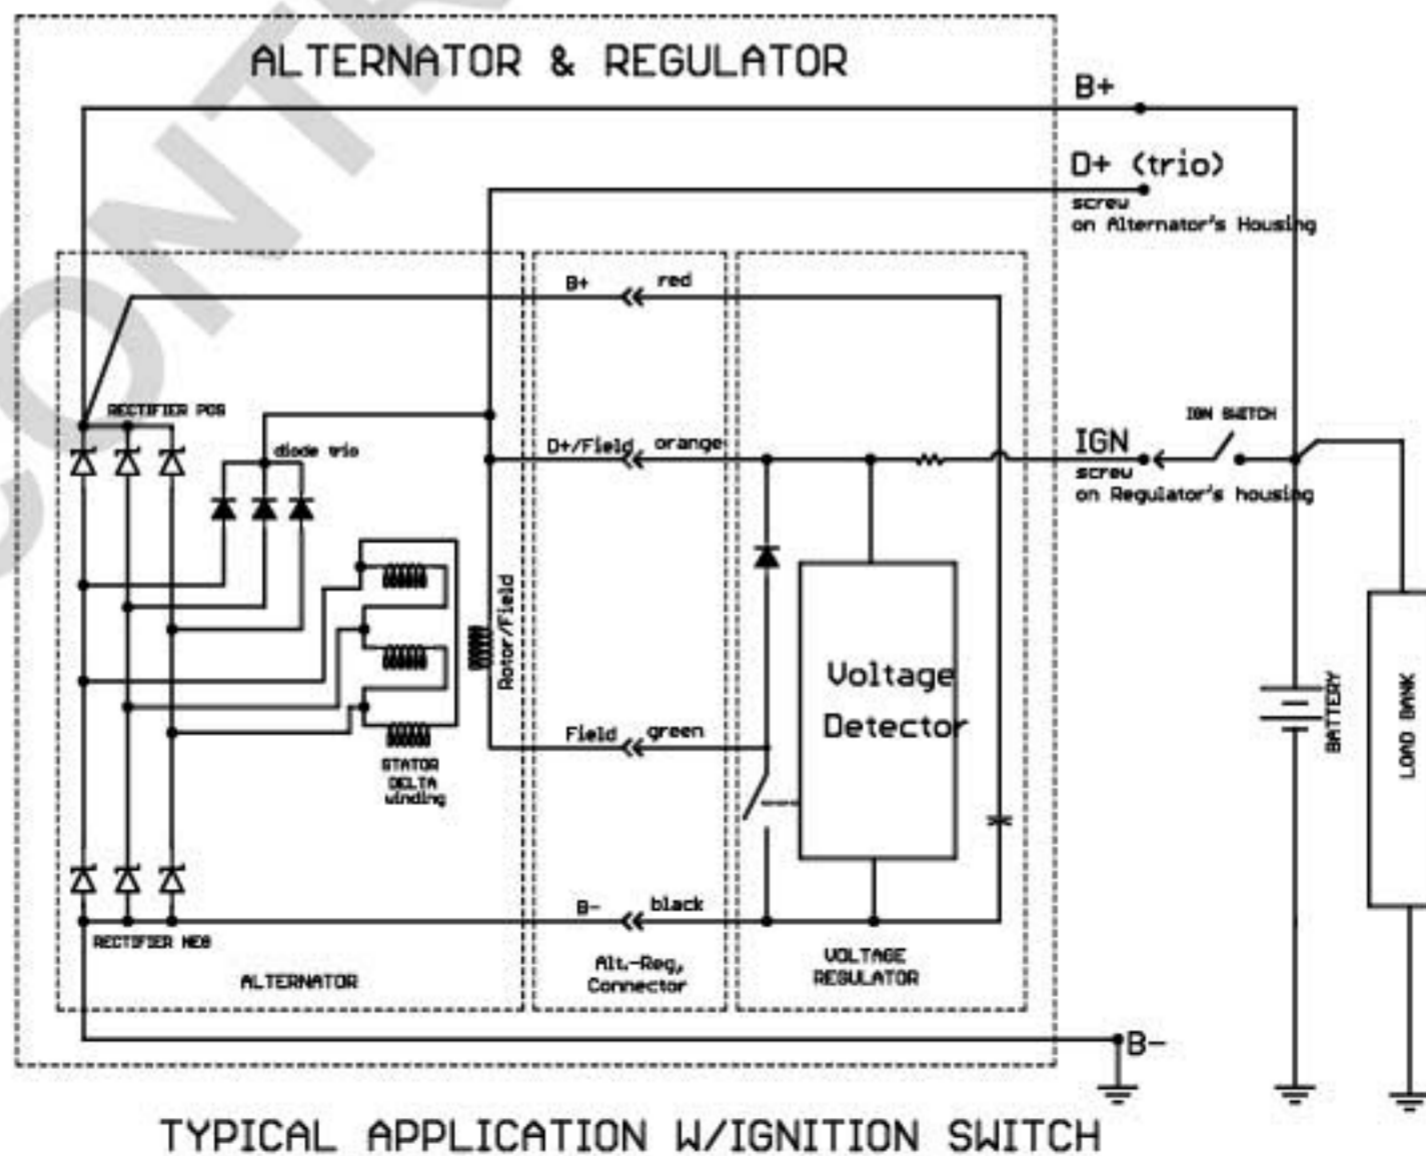 ALTERNATOR & REGULATOR
B+
D+ (trio)
screw
on Alternator's Housing
B+
red
RECTIFIER POS
diode trio
D+/Field
orange
IGN
IGN SWITCH
screw
on Regulator's housing
Rotor/Field
Voltage
Detector
Field
green
STATOR
DELTA
winding
BATTERY
LOAD BANK
B-
black
RECTIFIER NEG
ALTERNATOR
Alt.-Reg,
Connector
VOLTAGE
REGULATOR
B-
TYPICAL APPLICATION W/IGNITION SWITCH